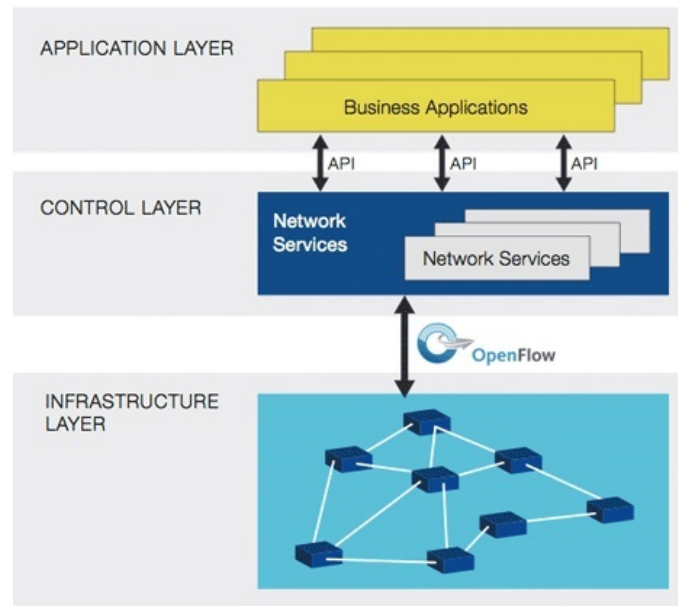 APPLICATION LAYER
Business Applications
API
API
API
CONTROL LAYER
Network
Services
Network Services
OpenFlow
INFRASTRUCTURE
LAYER